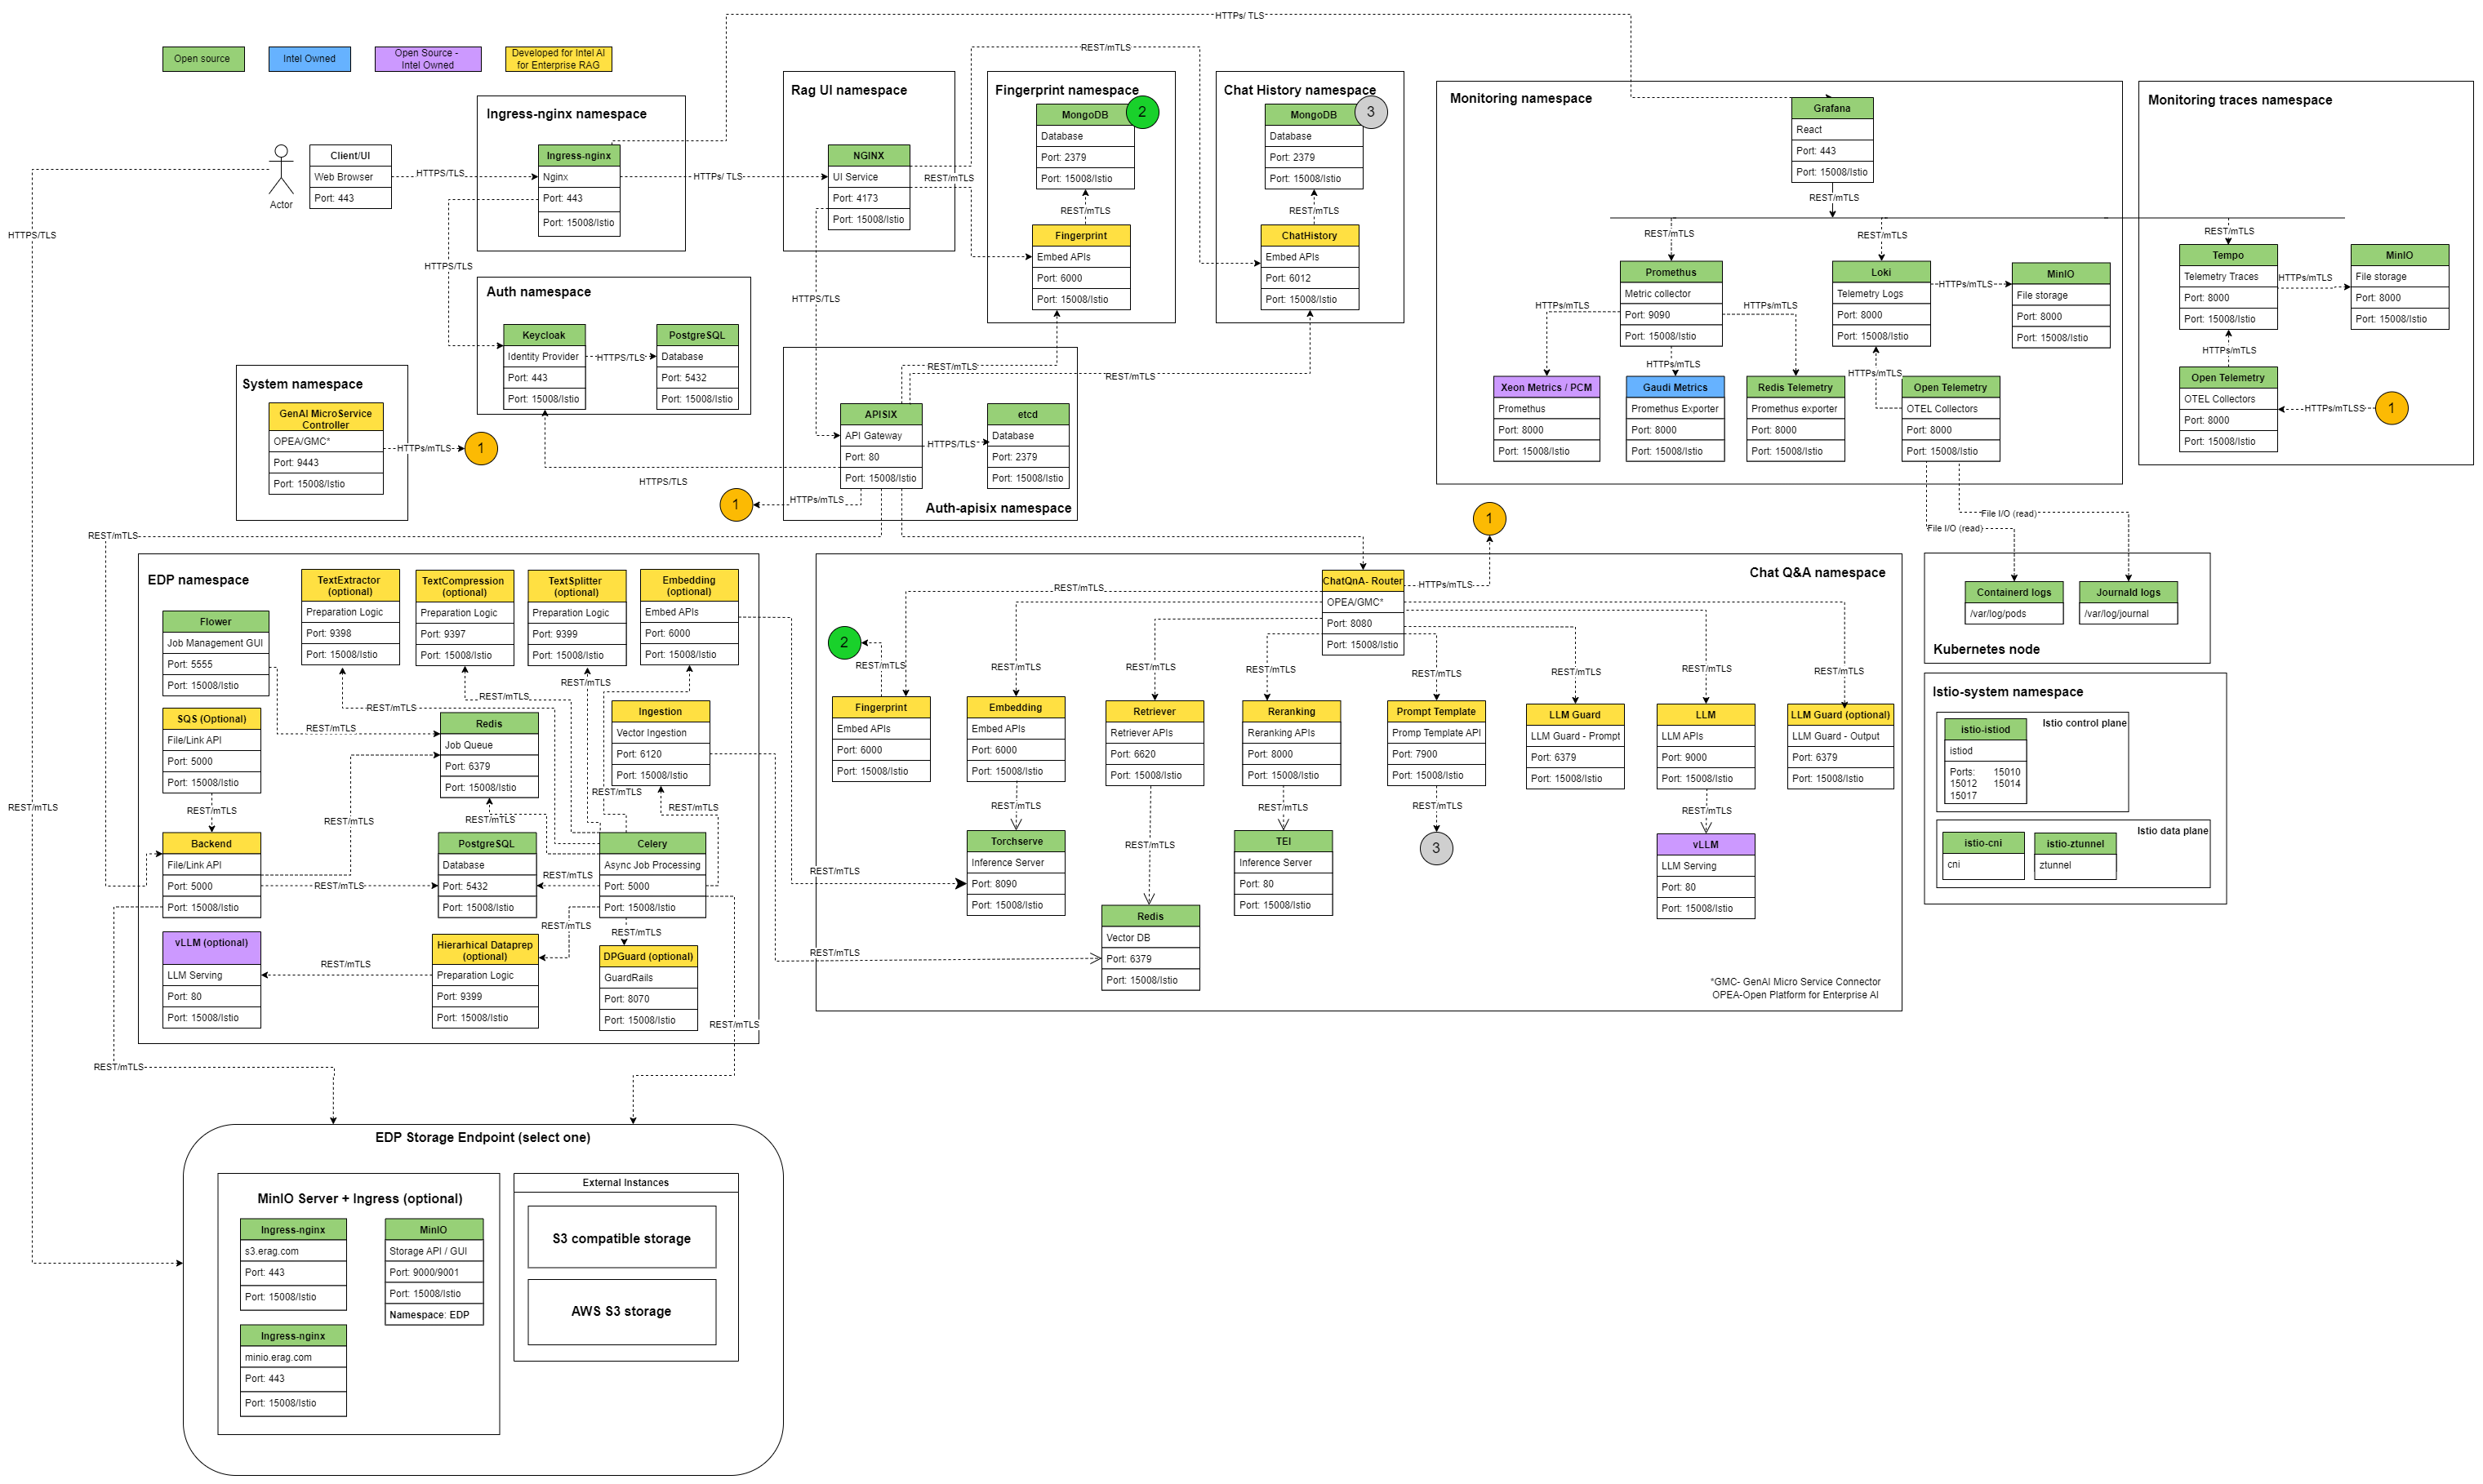 Open source
Intel Owned
Open Source -
Intel Owned
Developed for Intel AI
for Enterprise RAG
HTTPs/ TLS
REST/mTLS
Actor
Client/UI
Web Browser
Port: 443
HTTPS/TLS
HTTPS/TLS
REST/mTLS
Ingress-nginx namespace
Ingress-nginx
Nginx
Port: 443
Port: 15008/Istio
HTTPs/ TLS
HTTPS/TLS
Rag UI namespace
NGINX
UI Service
Port: 4173
Port: 15008/Istio
REST/mTLS
HTTPS/TLS
Fingerprint namespace
MongoDB
2
Database
Port: 2379
Port: 15008/Istio
REST/mTLS
Fingerprint
Embed APIs
Port: 6000
Port: 15008/Istio
Chat History namespace
MongoDB
3
Database
Port: 2379
Port: 15008/Istio
REST/mTLS
ChatHistory
Embed APIs
Port: 6012
Port: 15008/Istio
Auth namespace
Keycloak
Identity Provider
Port: 443
Port: 15008/Istio
HTTPS/TLS
PostgreSQL
Database
Port: 5432
Port: 15008/Istio
System namespace
GenAI MicroService
Controller
OPEA/GMC*
Port: 9443
Port: 15008/Istio
HTTPs/mTLS
1
REST/mTLS
REST/mTLS
APISIX
API Gateway
Port: 80
Port: 15008/Istio
HTTPS/TLS
etcd
Database
Port: 2379
Port: 15008/Istio
Auth-apisix namespace
HTTPS/TLS
1
HTTPs/mTLS
Monitoring namespace
Grafana
React
Port: 443
Port: 15008/Istio
REST/mTLS
REST/mTLS
REST/mTLS
REST/mTLS
Promethus
Metric collector
Port: 9090
Port: 15008/Istio
HTTPs/mTLS
HTTPs/mTLS
HTTPs/mTLS
Loki
Telemetry Logs
Port: 8000
Port: 15008/Istio
HTTPs/mTLS
MinIO
File storage
Port: 8000
Port: 15008/Istio
HTTPs/mTLS
Xeon Metrics / PCM
Promethus
Port: 8000
Port: 15008/Istio
Gaudi Metrics
Promethus Exporter
Port: 8000
Port: 15008/Istio
Redis Telemetry
Promethus exporter
Port: 8000
Port: 15008/Istio
Open Telemetry
OTEL Collectors
Port: 8000
Port: 15008/Istio
Monitoring traces namespace
Tempo
Telemetry Traces
Port: 8000
Port: 15008/Istio
HTTPs/mTLS
MinIO
File storage
Port: 8000
Port: 15008/Istio
HTTPs/mTLS
Open Telemetry
OTEL Collectors
Port: 8000
Port: 15008/Istio
HTTPs/mTLSS
1
File I/O (read)
File I/O (read)
Containerd logs
/var/log/pods
Journald logs
/var/log/journal
Kubernetes node
Istio-system namespace
Istio control plane
istio-istiod
istiod
Ports: 15010
15012 15014
15017
Istio data plane
istio-cni
cni
istio-ztunnel
ztunnel
REST/mTLS
EDP namespace
TextExtractor
(optional)
Preparation Logic
Port: 9398
Port: 15008/Istio
TextCompression
(optional)
Preparation Logic
Port: 9397
Port: 15008/Istio
TextSplitter
(optional)
Preparation Logic
Port: 9399
Port: 15008/Istio
Embedding
(optional)
Embed APIs
Port: 6000
Port: 15008/Istio
Flower
Job Management GUI
Port: 5555
Port: 15008/Istio
REST/mTLS
REST/mTLS
REST/mTLS
REST/mTLS
SQS (Optional)
File/Link API
Port: 5000
Port: 15008/Istio
REST/mTLS
Redis
Job Queue
Port: 6379
Port: 15008/Istio
Ingestion
Vector Ingestion
Port: 6120
Port: 15008/Istio
REST/mTLS
REST/mTLS
REST/mTLS
REST/mTLS
Backend
File/Link API
Port: 5000
Port: 15008/Istio
REST/mTLS
PostgreSQL
Database
Port: 5432
Port: 15008/Istio
REST/mTLS
Celery
Async Job Processing
Port: 5000
Port: 15008/Istio
REST/mTLS
REST/mTLS
vLLM (optional)
LLM Serving
Port: 80
Port: 15008/Istio
REST/mTLS
Hierarhical Dataprep
(optional)
Preparation Logic
Port: 9399
Port: 15008/Istio
DPGuard (optional)
GuardRails
Port: 8070
Port: 15008/Istio
REST/mTLS
REST/mTLS
1
Chat Q&A namespace
ChatQnA- Router
OPEA/GMC*
Port: 8080
Port: 15008/Istio
HTTPs/mTLS
REST/mTLS
2
REST/mTLS
REST/mTLS
REST/mTLS
REST/mTLS
REST/mTLS
REST/mTLS
REST/mTLS
REST/mTLS
Fingerprint
Embed APIs
Port: 6000
Port: 15008/Istio
Embedding
Embed APIs
Port: 6000
Port: 15008/Istio
Retriever
Retriever APIs
Port: 6620
Port: 15008/Istio
Reranking
Reranking APIs
Port: 8000
Port: 15008/Istio
Prompt Template
Promp Template API
Port: 7900
Port: 15008/Istio
LLM Guard
LLM Guard - Prompt
Port: 6379
Port: 15008/Istio
LLM
LLM APIs
Port: 9000
Port: 15008/Istio
LLM Guard (optional)
LLM Guard - Output
Port: 6379
Port: 15008/Istio
REST/mTLS
REST/mTLS
REST/mTLS
REST/mTLS
REST/mTLS
REST/mTLS
REST/mTLS
Torchserve
Inference Server
Port: 8090
Port: 15008/Istio
Redis
Vector DB
Port: 6379
Port: 15008/Istio
TEI
Inference Server
Port: 80
Port: 15008/Istio
3
vLLM
LLM Serving
Port: 80
Port: 15008/Istio
*GMC- GenAI Micro Service Connector
OPEA-Open Platform for Enterprise AI
EDP Storage Endpoint (select one)
MinIO Server + Ingress (optional)
Ingress-nginx
s3.erag.com
Port: 443
Port: 15008/Istio
MinIO
Storage API / GUI
Port: 9000/9001
Port: 15008/Istio
Namespace: EDP
Ingress-nginx
minio.erag.com
Port: 443
Port: 15008/Istio
External Instances
S3 compatible storage
AWS S3 storage